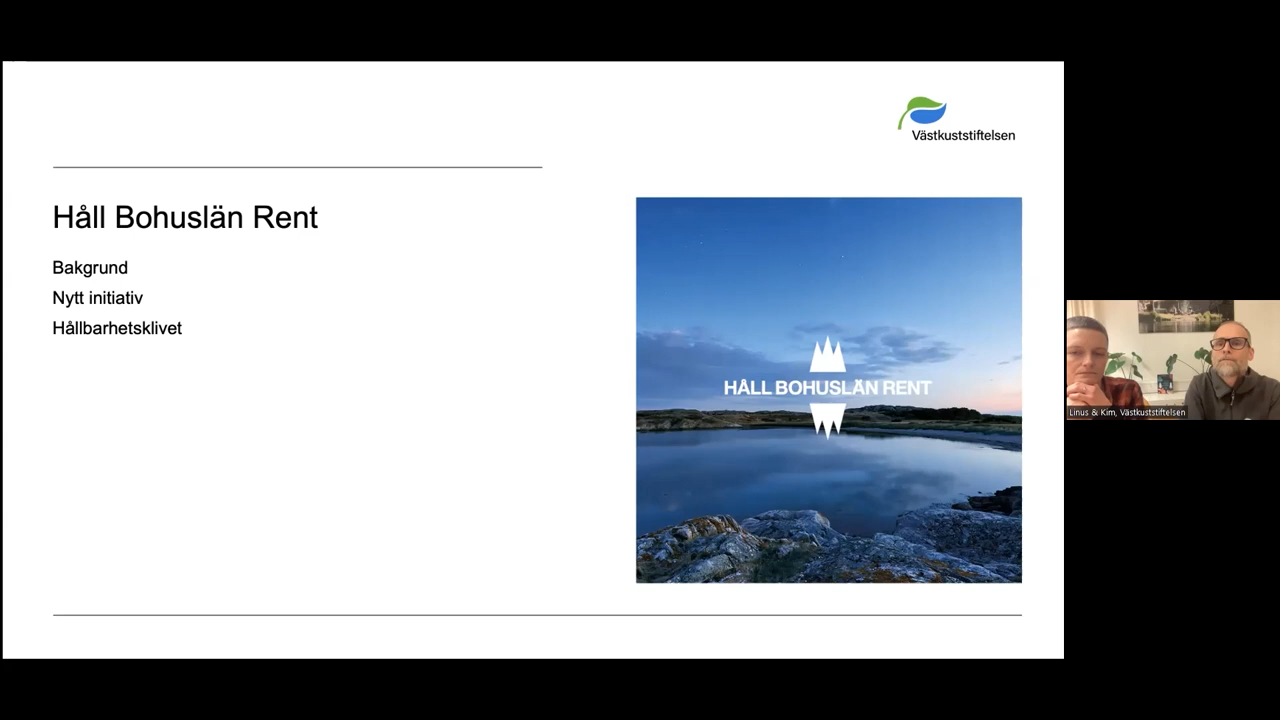 Västkuststiftelsen
Håll Bohuslän Rent
Bakgrund
Nytt initiativ
Hållbarhetsklivet
HÅLL BOHUSLÄN RENT
Linus & Kim, Västkuststiftelsen